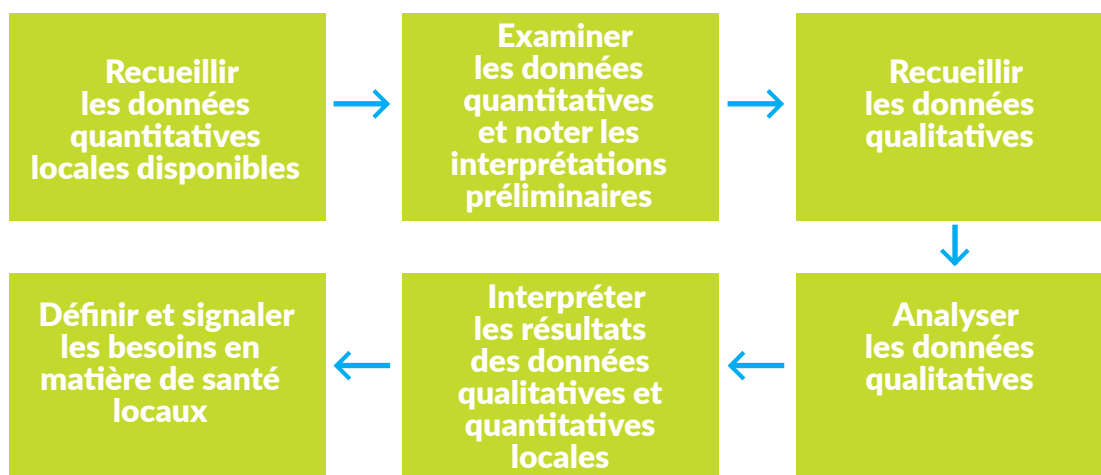 Recueillir
les données
quantitatives
locales disponibles
Examiner
les données
quantitatives
et noter les
interprétations
préliminaires
Recueillir
les données
qualitatives
Analyser
les données
qualitatives
Interpréter
les résultats
des données
qualitatives et
quantitatives
locales
Définir et signaler
les besoins en
matière de santé
locaux